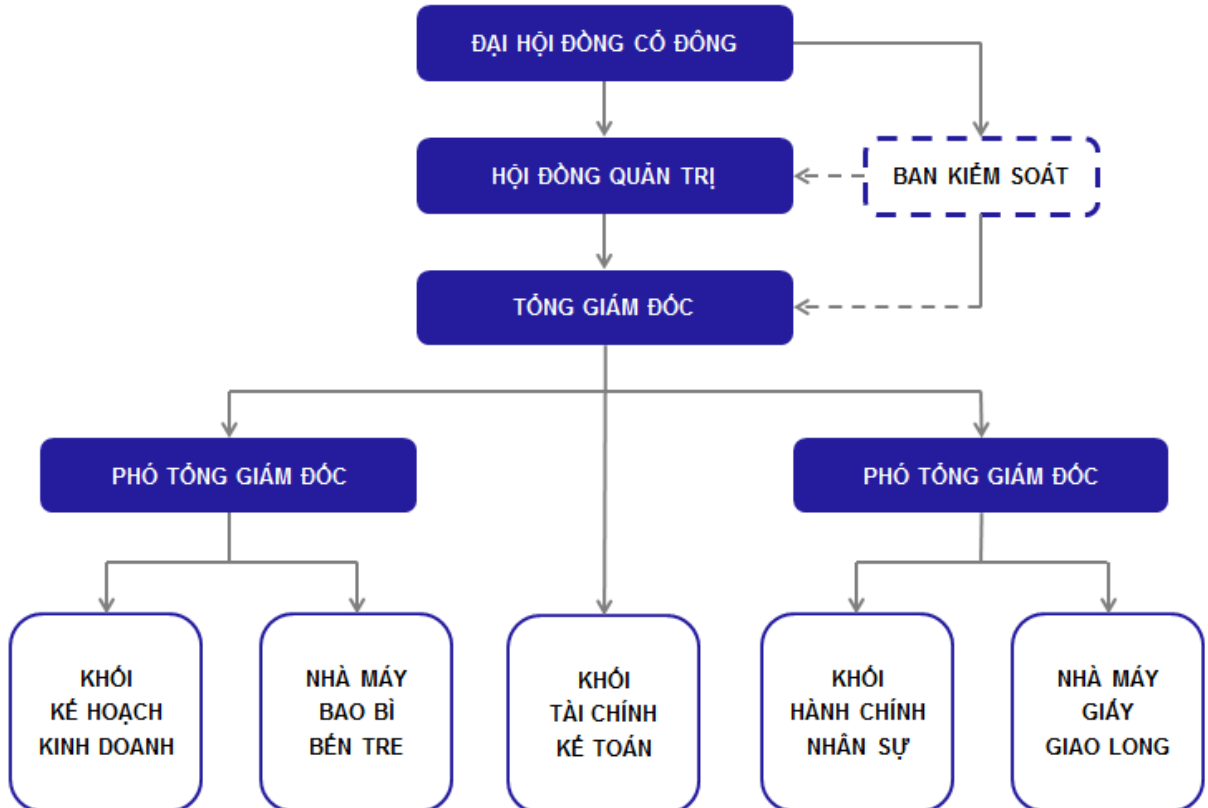 ĐẠI HỘI ĐỒNG CỔ ĐÔNG
HỘI ĐỒNG QUẢN TRỊ
BAN KIỂM SOÁT
TỔNG GIÁM ĐỐC
PHÓ TỔNG GIÁM ĐỐC
PHÓ TỔNG GIÁM ĐỐC
KHỐI
KẾ HOẠCH
KINH DOANH
NHÀ MÁY
BAO BÌ
BẾN TRE
KHỐI
TÀI CHÍNH
KẾ TOÁN
KHỐI
HÀNH CHÍNH
NHÂN SỰ
NHÀ MÁY
GIẤY
GIAO LONG